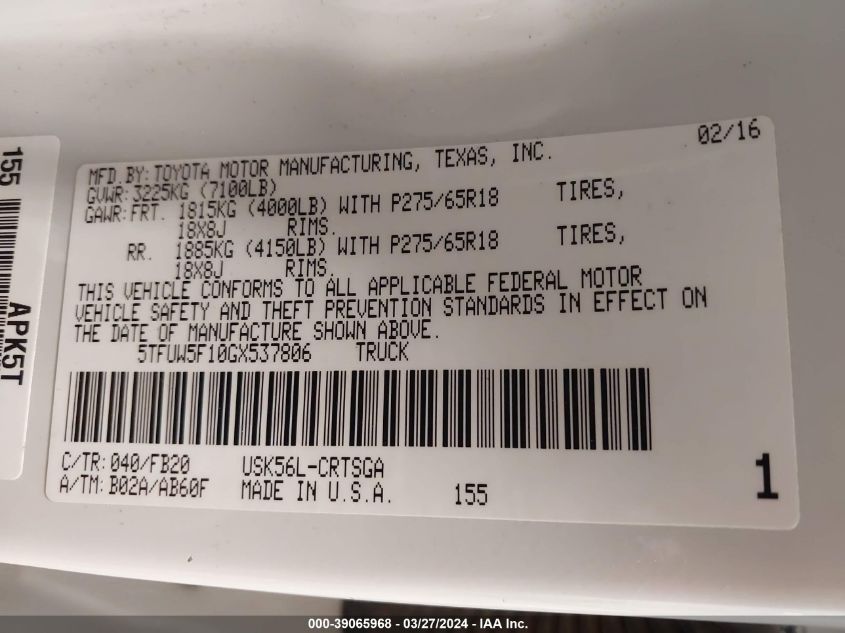 02/16
MFD.BY:TOYOTA MOTOR MANUFACTURING, TEXAS, INC.
GVWR:3225KG (7100LB)
GAWR:FRT. 1815KG (4000LB) WITH P275/65R18 TIRES,
18X8J RIMS.
RR. 1885KG (4150LB) WITH P275/65R18 TIRES,
18X8J RIMS.
THIS VEHICLE CONFORMS TO ALL APPLICABLE FEDERAL MOTOR
VEHICLE SAFETY AND THEFT PREVENTION STANDARDS IN EFFECT ON
THE DATE OF MANUFACTURE SHOWN ABOVE.
5TFUW5F10GX537806 TRUCK
C/TR:040/FB20 USK56L-CRTSGA
A/TM:B02A/AB60F MADE IN U.S.A. 155
1
155
APK5T
000-39065968 - 03/27/2024 - IAA Inc.